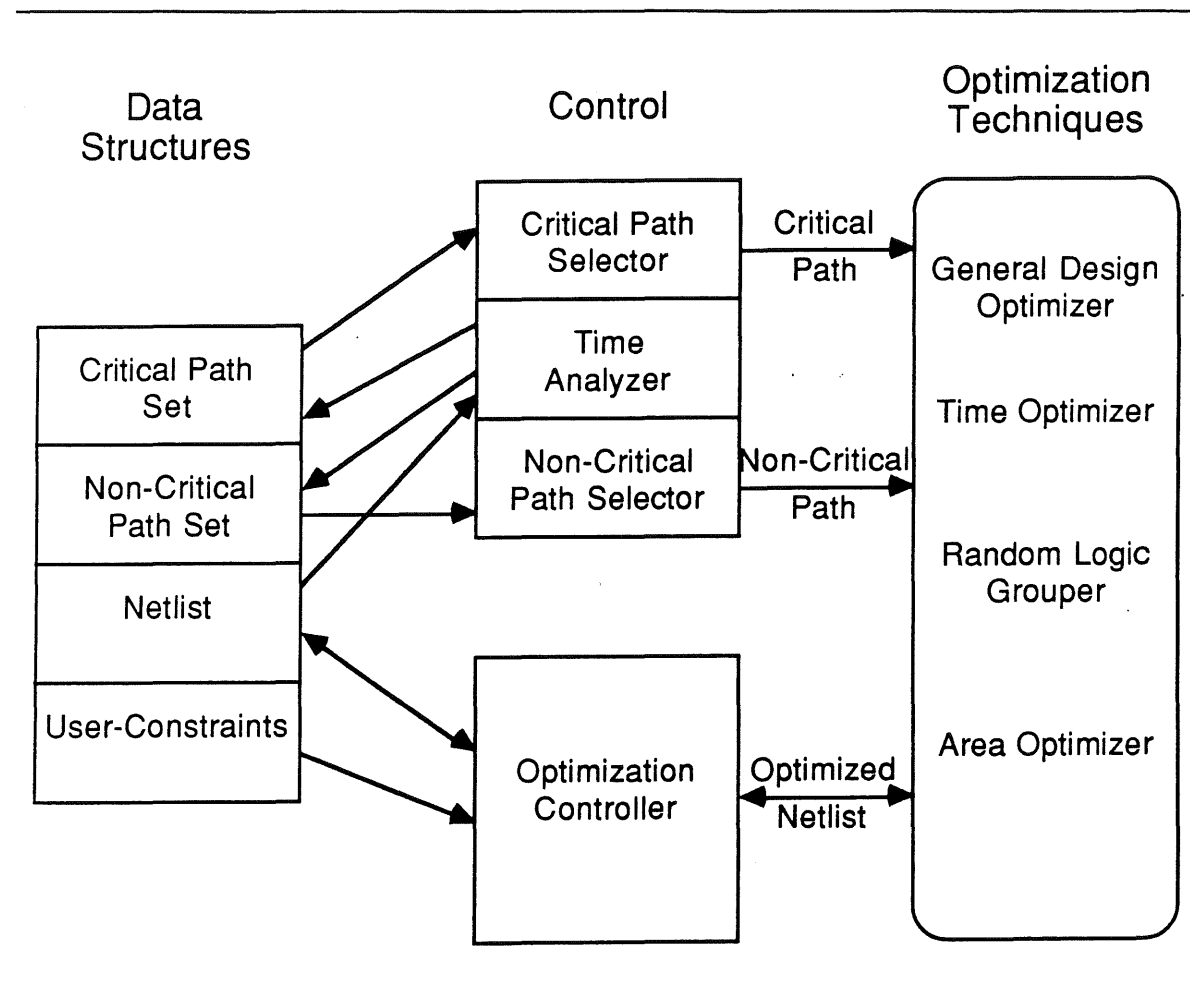 Data
Structures
Control
Optimization
Techniques
Critical Path
Set
Non-Critical
Path Set
Netlist
User-Constraints
Critical Path
Selector
Time
Analyzer
Non-Critical
Path Selector
Optimization
Controller
Critical
Path
Non-Critical
Path
Optimized
Netlist
General Design
Optimizer
Time Optimizer
Random Logic
Grouper
Area Optimizer